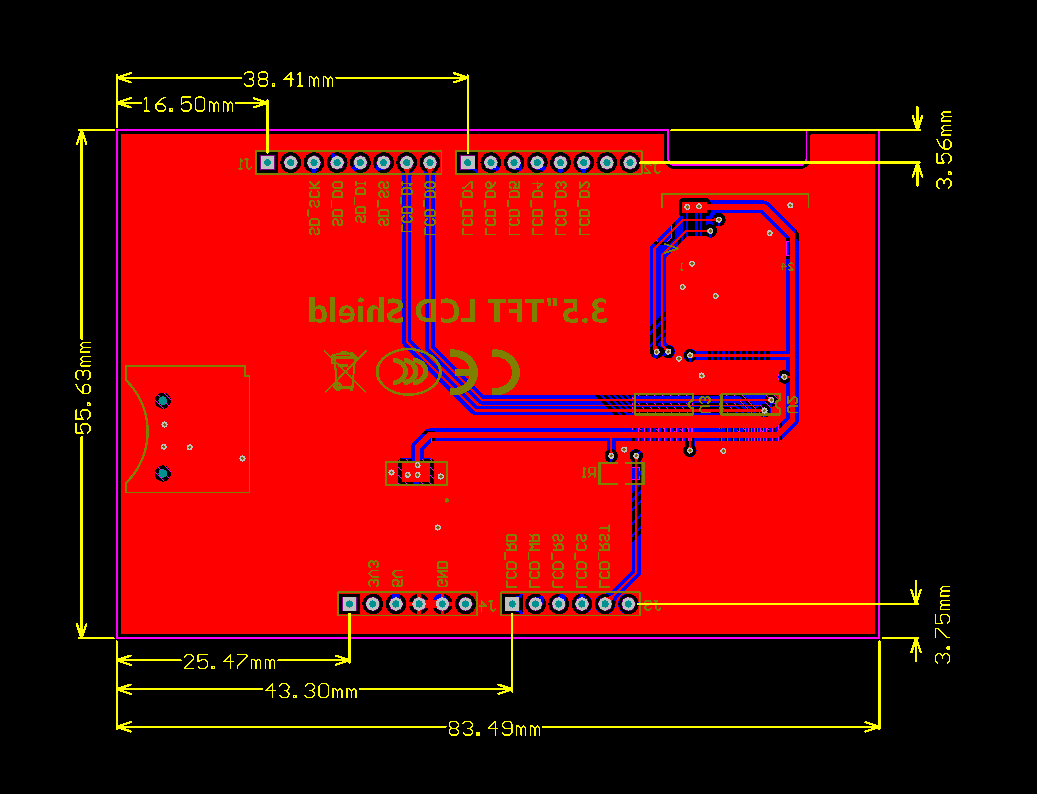 38.41mm
16.50mm
3.56mm
J1
J2
SD_SCK
SD_DO
SD_DI
SD_SS
LCD_D1
LCD_D0
LCD_D7
LCD_D6
LCD_D5
LCD_D4
LCD_D3
LCD_D2
3.5"TFT LCD Shield
CE
55.63mm
U3
U2
R1
3V3
5V
GND
LCD_RD
LCD_WR
LCD_RS
LCD_CS
LCD_RST
J4
J3
3.75mm
25.47mm
43.30mm
83.49mm